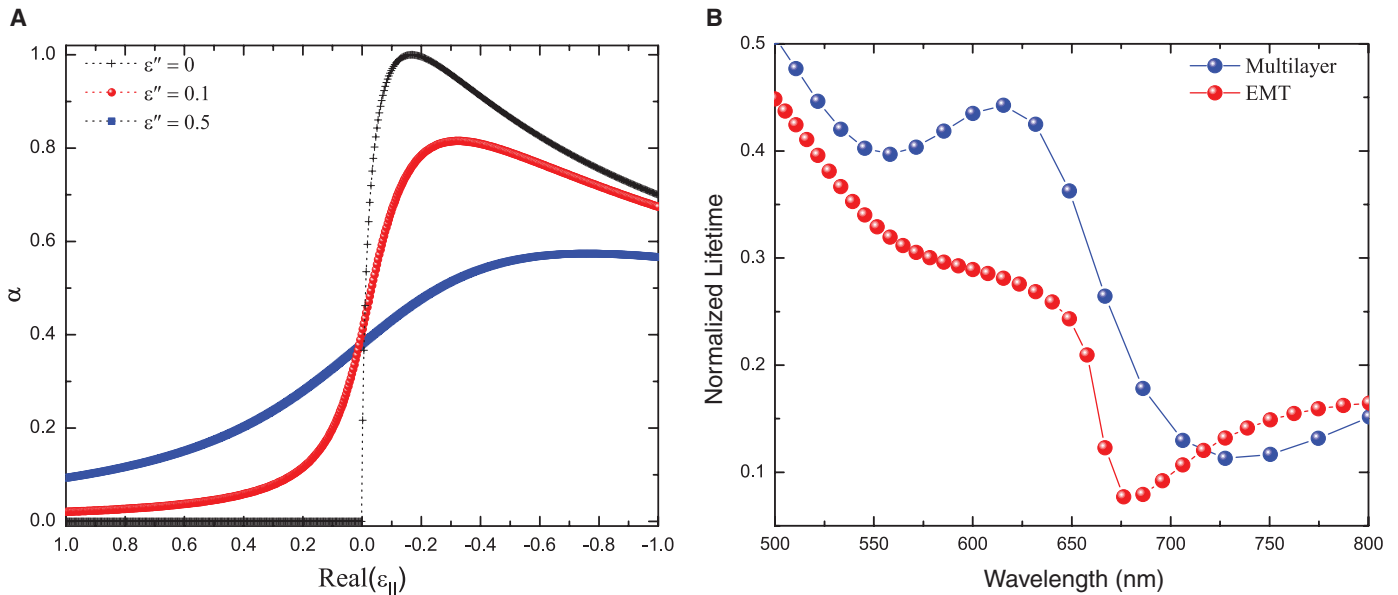 A
α
1.0
0.8
0.6
0.4
0.2
0.0
ε″ = 0
ε″ = 0.1
ε″ = 0.5
1.0 0.8 0.6 0.4 0.2 0.0 -0.2 -0.4 -0.6 -0.8 -1.0
Real(ε||)
B
Normalized Lifetime
0.5
0.4
0.3
0.2
0.1
Multilayer
EMT
500 550 600 650 700 750 800
Wavelength (nm)